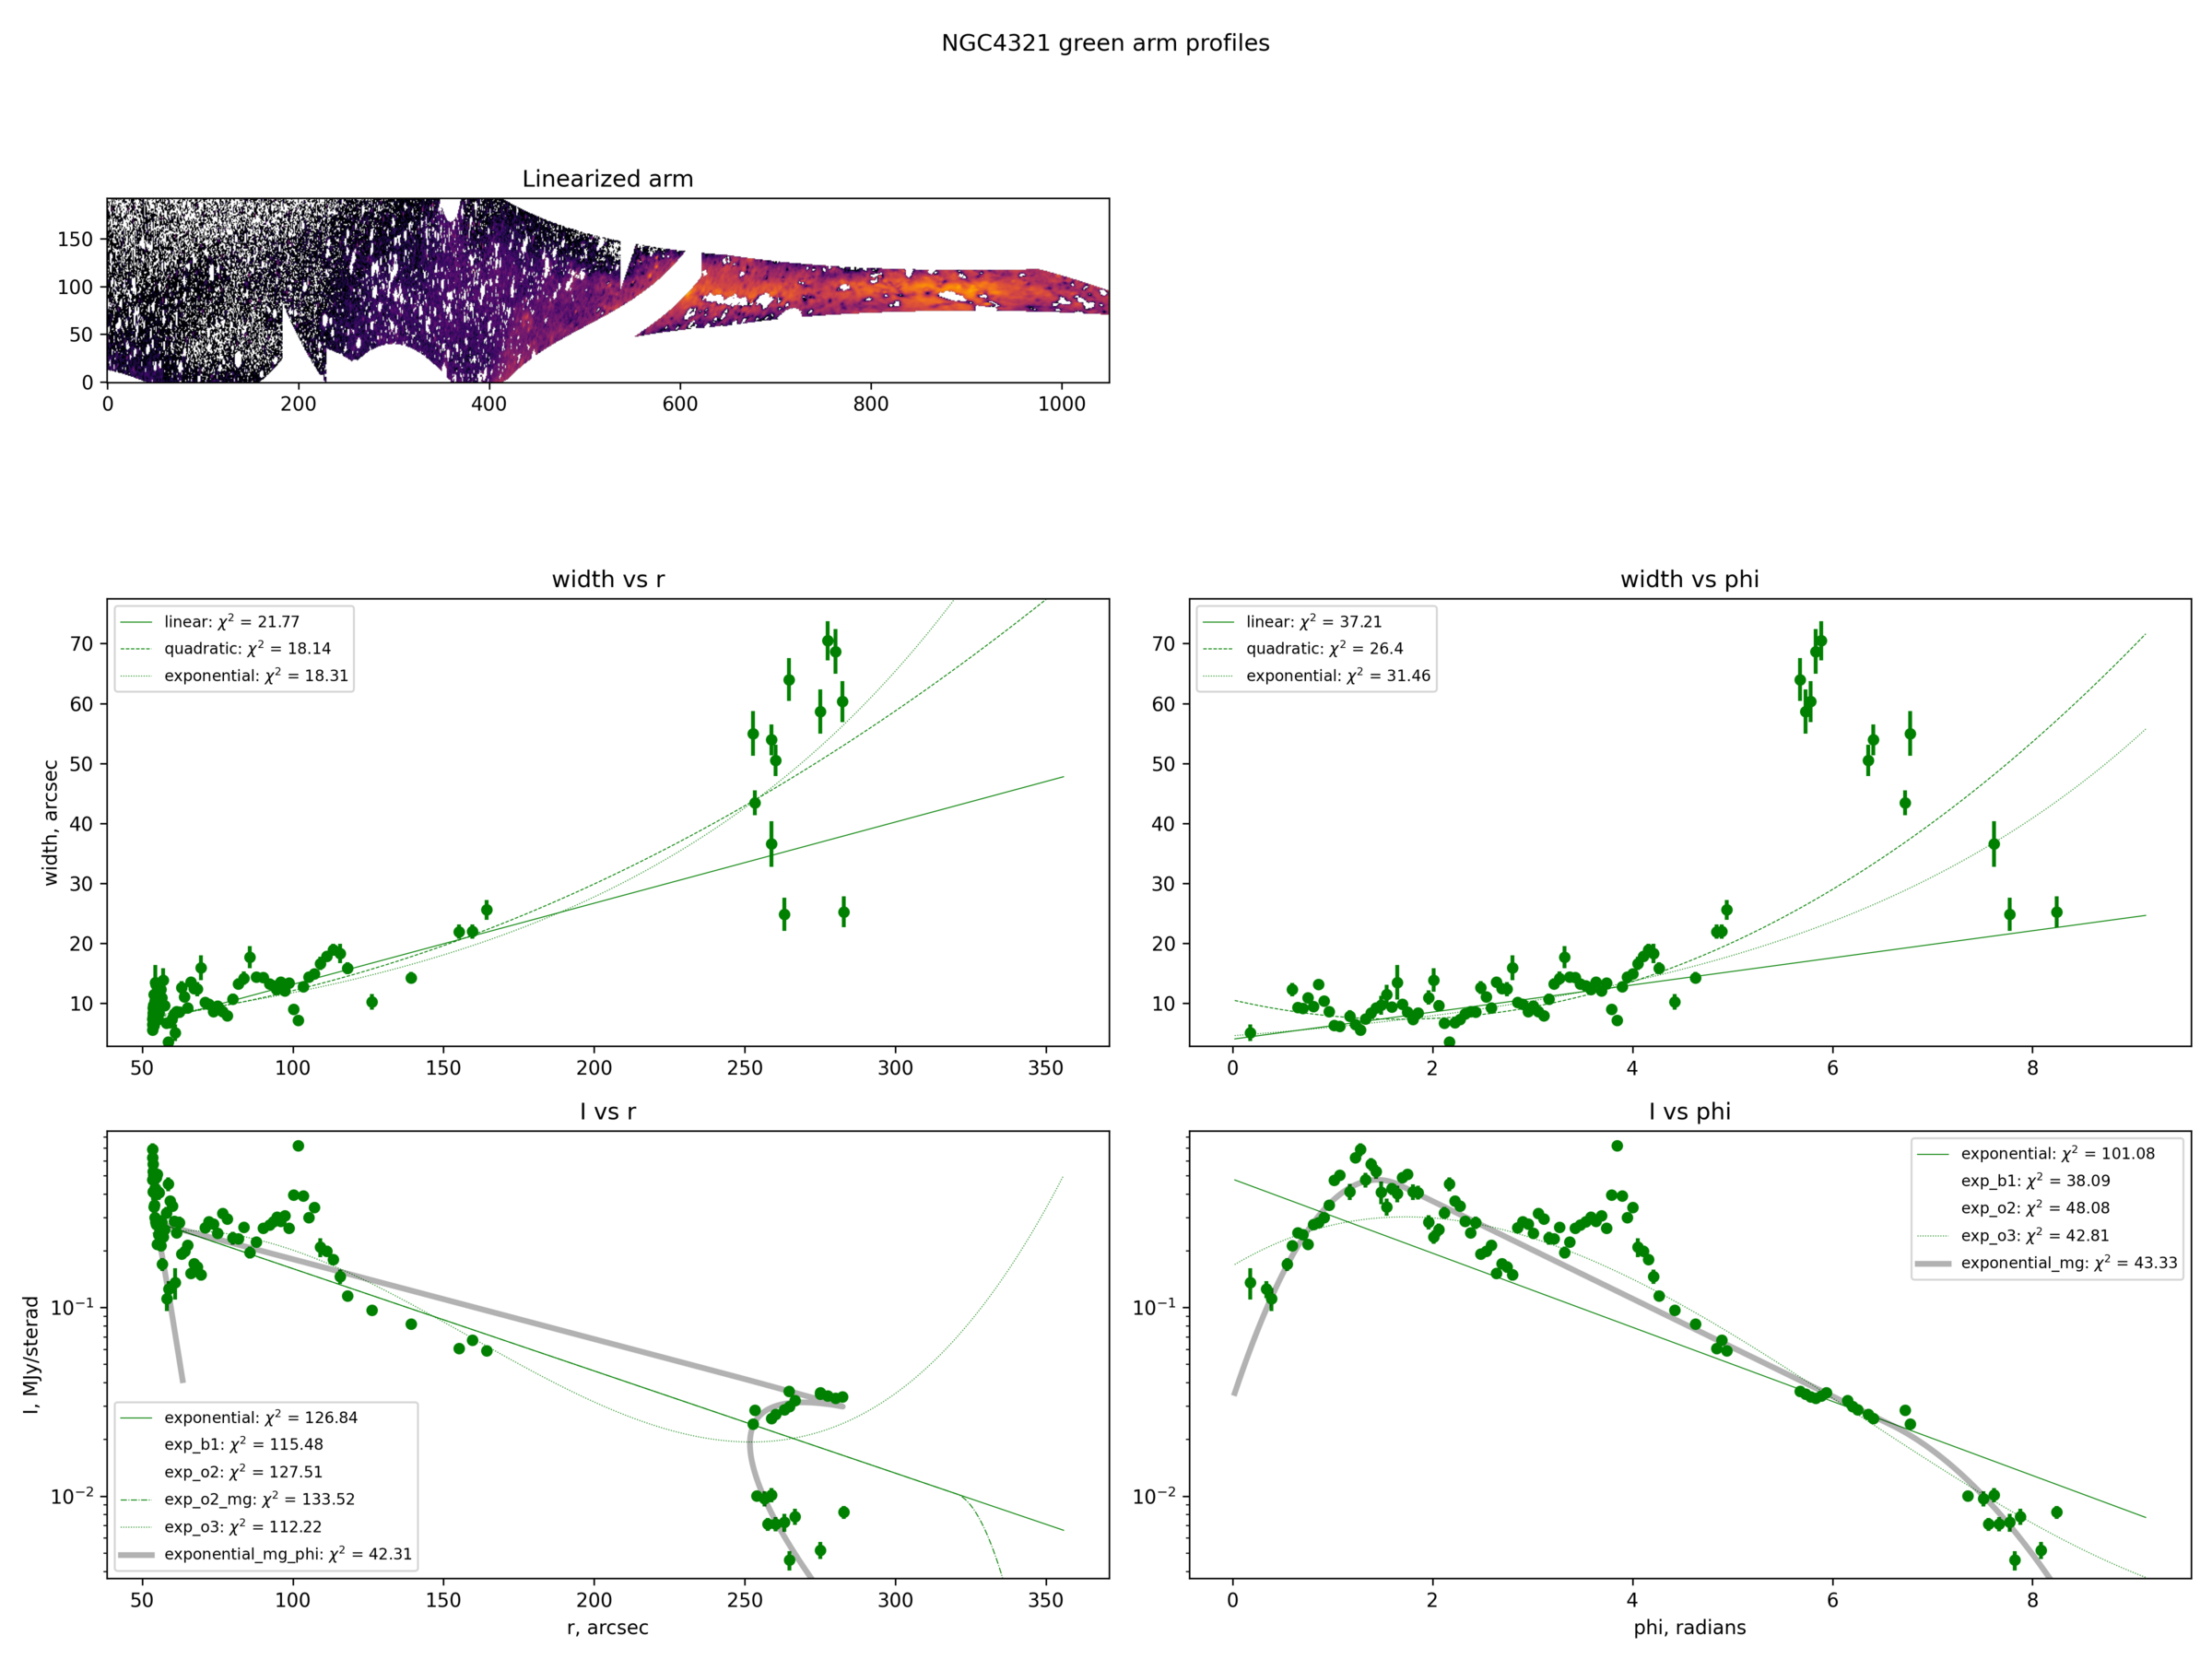 NGC4321 green arm profiles
Linearized arm
150
100
50
0
0 200 400 600 800 1000
width vs r
linear: χ² = 21.77
quadratic: χ² = 18.14
exponential: χ² = 18.31
width, arcsec
70
60
50
40
30
20
10
50 100 150 200 250 300 350
width vs phi
linear: χ² = 37.21
quadratic: χ² = 26.4
exponential: χ² = 31.46
70
60
50
40
30
20
10
0 2 4 6 8
I vs r
I, MJy/sterad
10⁻¹
10⁻²
exponential: χ² = 126.84
exp_b1: χ² = 115.48
exp_o2: χ² = 127.51
exp_o2_mg: χ² = 133.52
exp_o3: χ² = 112.22
exponential_mg_phi: χ² = 42.31
50 100 150 200 250 300 350
r, arcsec
I vs phi
exponential: χ² = 101.08
exp_b1: χ² = 38.09
exp_o2: χ² = 48.08
exp_o3: χ² = 42.81
exponential_mg: χ² = 43.33
10⁻¹
10⁻²
0 2 4 6 8
phi, radians